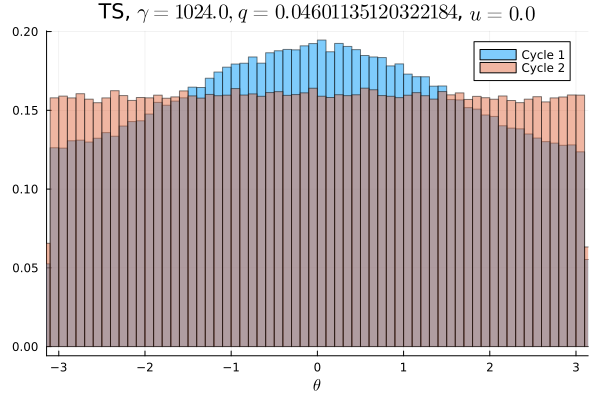 TS, γ = 1024.0, q = 0.04601135120322184, u = 0.0
0.20
Cycle 1
Cycle 2
0.15
0.10
0.05
0.00
−3 −2 −1 0 1 2 3
θ